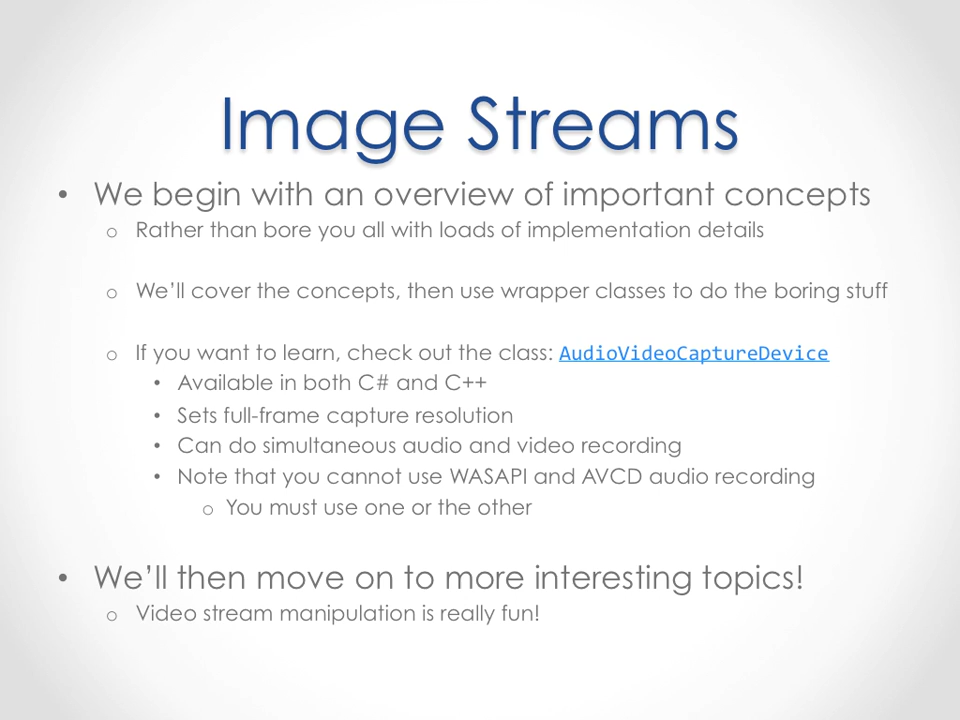 Image Streams
• We begin with an overview of important concepts
o Rather than bore you all with loads of implementation details
o We’ll cover the concepts, then use wrapper classes to do the boring stuff
o If you want to learn, check out the class: AudioVideoCaptureDevice
• Available in both C# and C++
• Sets full-frame capture resolution
• Can do simultaneous audio and video recording
• Note that you cannot use WASAPI and AVCD audio recording
o You must use one or the other
• We’ll then move on to more interesting topics!
o Video stream manipulation is really fun!